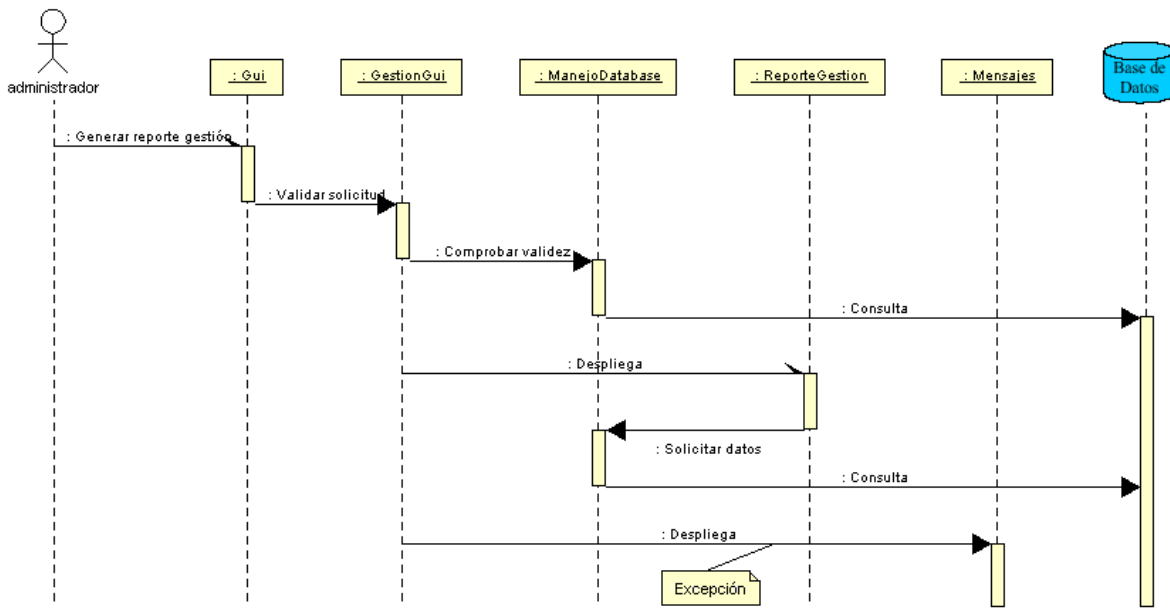 administrador
: Gui
: GestionGui
: ManejoDatabase
: ReporteGestion
: Mensajes
Base de
Datos
: Generar reporte gestión
: Validar solicitud
: Comprobar validez
: Consulta
: Despliega
: Solicitar datos
: Consulta
: Despliega
Excepción